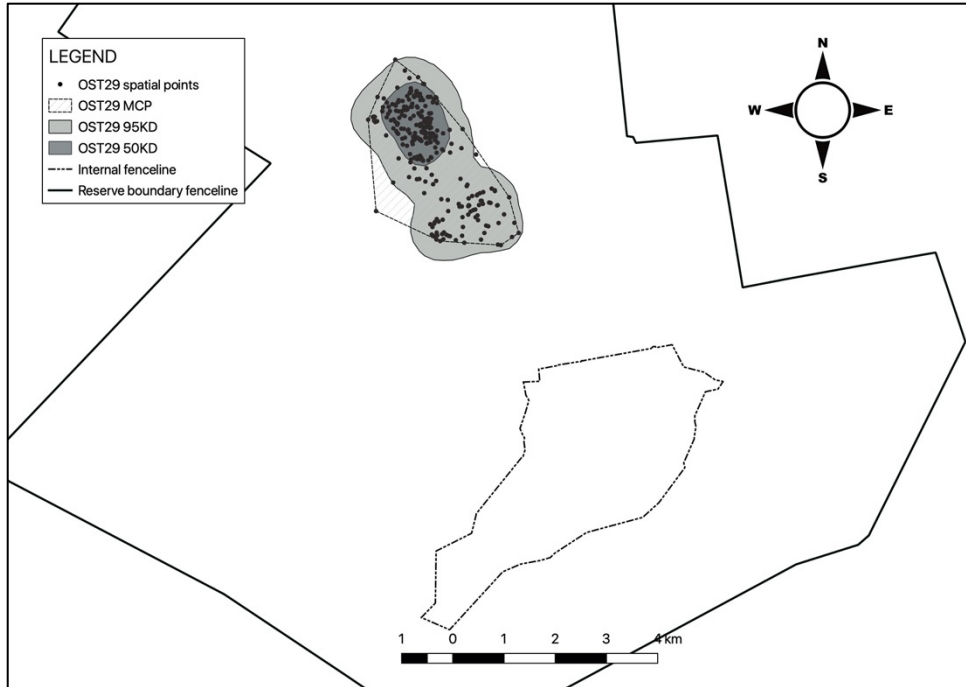 LEGEND
OST29 spatial points
OST29 MCP
OST29 95KD
OST29 50KD
Internal fenceline
Reserve boundary fenceline
N
W E
S
1 0 1 2 3 4 km